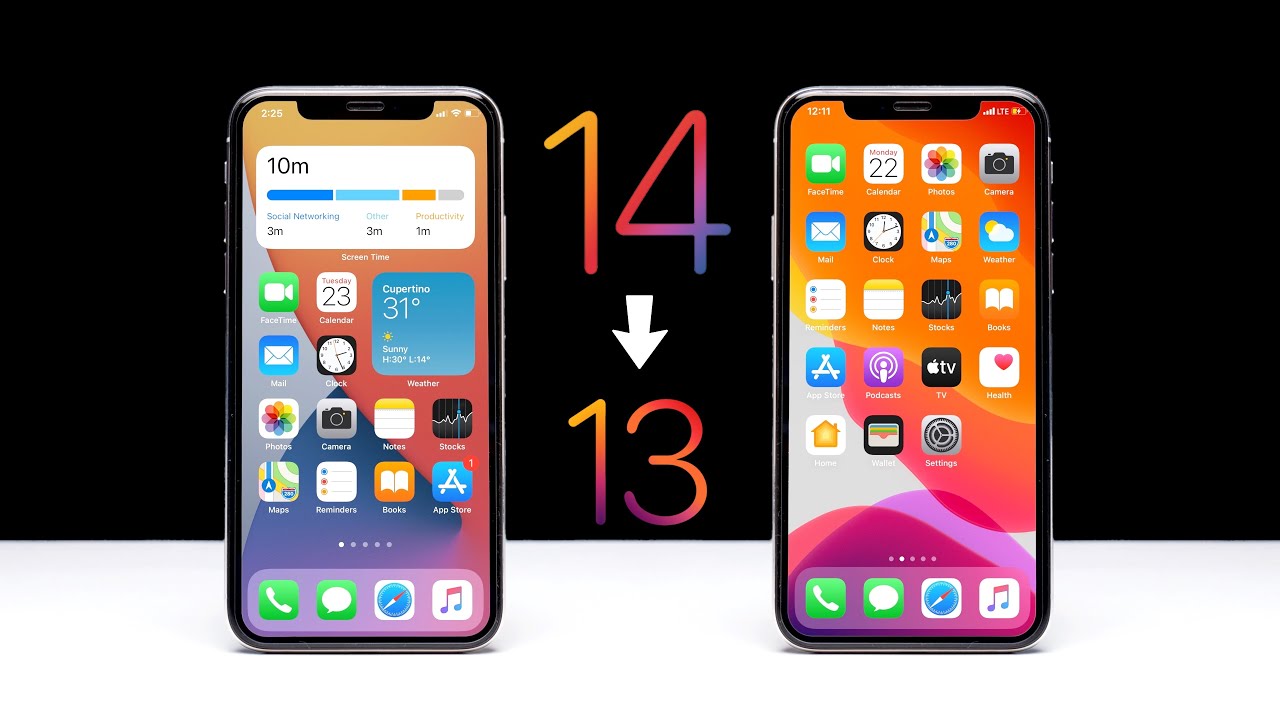 2:25
10m
Social Networking Other Productivity
3m 3m 1m
Screen Time
FaceTime
Tuesday
23
Calendar
Cupertino
31°
Sunny
H:30° L:14°
Weather
Mail
Clock
Photos
Camera
Notes
Stocks
280
Maps
Reminders
Books
1
App Store
14
13
12:11
LTE
FaceTime
Monday
22
Calendar
Photos
Camera
Mail
Clock
280
Maps
Weather
Reminders
Notes
Stocks
Books
App Store
Podcasts
tv
TV
Health
Home
Wallet
Settings